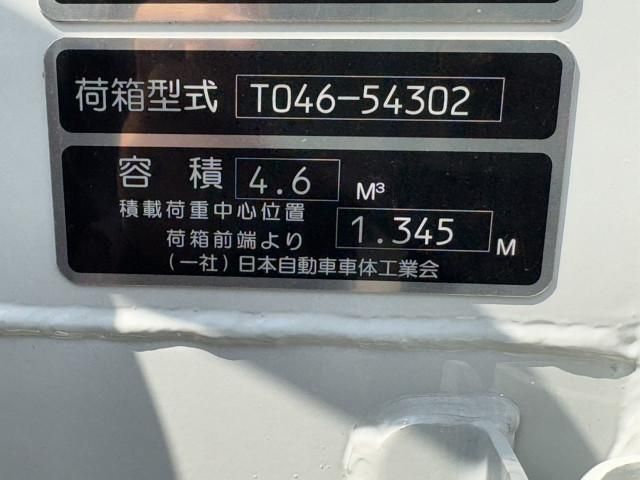 荷箱型式 T046-54302
容積 4.6 M³
積載荷重中心位置
荷箱前端より 1.345 M
(一社)日本自動車車体工業会